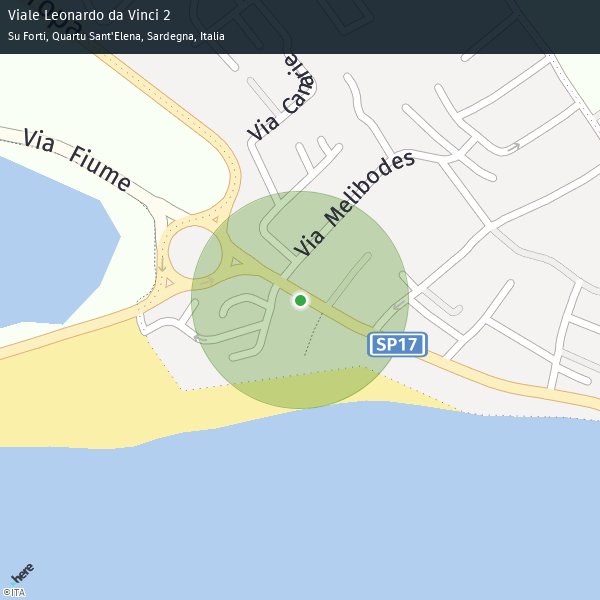 Viale Leonardo da Vinci 2
Su Forti, Quartu Sant'Elena, Sardegna, Italia
Via Canarie
Via Fiume
Via Melibodes
SP17
here
©ITA